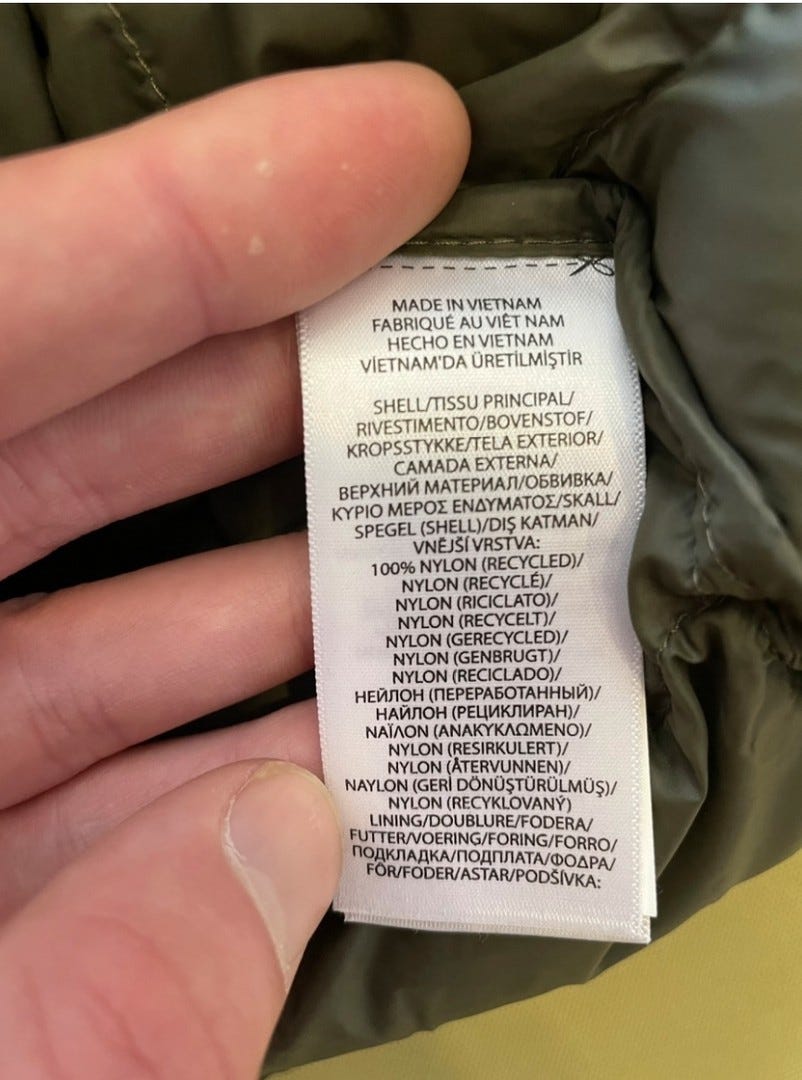 MADE IN VIETNAM
FABRIQUÉ AU VIÊT NAM
HECHO EN VIETNAM
VİETNAM'DA ÜRETİLMİŞTİR
SHELL/TISSU PRINCIPAL/
RIVESTIMENTO/BOVENSTOF/
KROPSSTYKKE/TELA EXTERIOR/
CAMADA EXTERNA/
ВЕРХНИЙ МАТЕРИАЛ/ОБВИВКА/
ΚΥΡΙΟ ΜΕΡΟΣ ΕΝΔΥΜΑΤΟΣ/SKALL/
SPEGEL (SHELL)/DIŞ KATMAN/
VNĚJŠÍ VRSTVA:
100% NYLON (RECYCLED)/
NYLON (RECYCLÉ)/
NYLON (RICICLATO)/
NYLON (RECYCELT)/
NYLON (GERECYCLED)/
NYLON (GENBRUGT)/
NYLON (RECICLADO)/
НЕЙЛОН (ПЕРЕРАБОТАННЫЙ)/
НАЙЛОН (РЕЦИКЛИРАН)/
ΝΑΪΛΟΝ (ΑΝΑΚΥΚΛΩΜΕΝΟ)/
NYLON (RESIRKULERT)/
NYLON (ÅTERVUNNEN)/
NAYLON (GERİ DÖNÜŞTÜRÜLMÜŞ)/
NYLON (RECYKLOVANÝ)
LINING/DOUBLURE/FODERA/
FUTTER/VOERING/FORING/FORRO/
ПОДКЛАДКА/ПОДПЛАТА/ΦΟΔΡΑ/
FÔR/FODER/ASTAR/PODŠÍVKA: